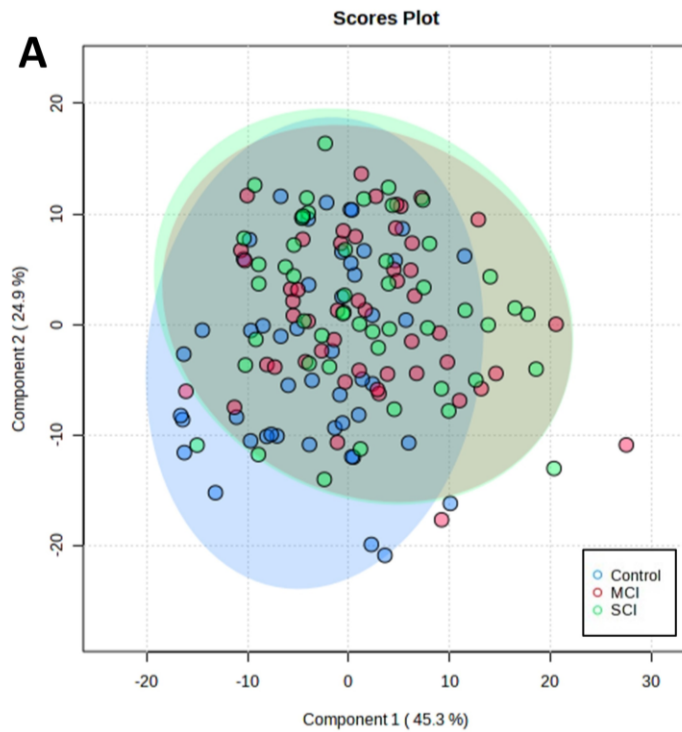 Scores Plot
A
20
10
0
-10
-20
Component 2 ( 24.9 %)
Control
MCI
SCI
-20
-10
0
10
20
30
Component 1 ( 45.3 %)